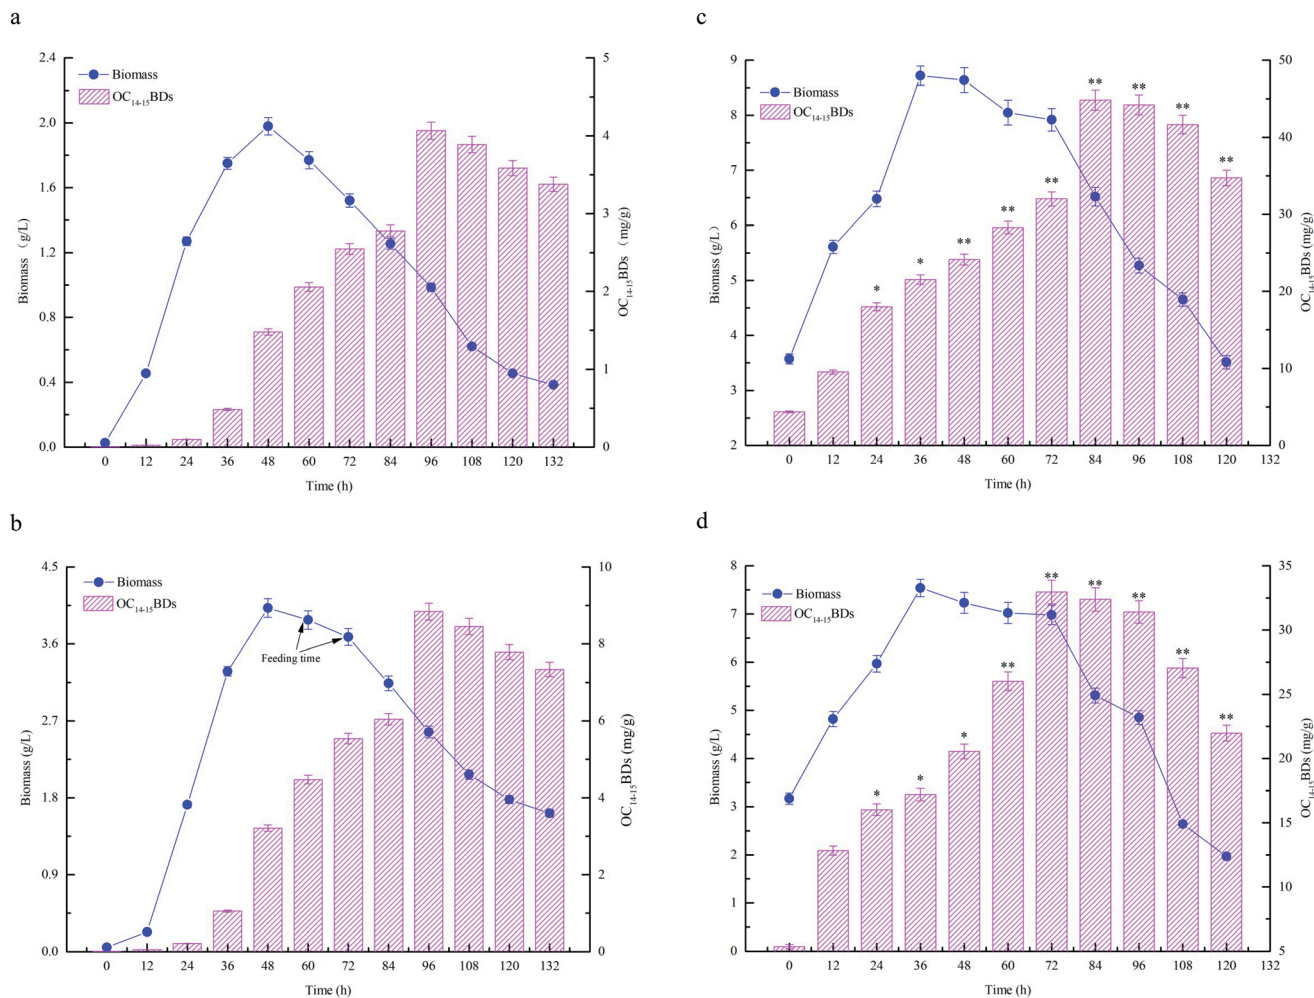 a
Biomass
OC14-15BDs
2.4
2.0
1.6
1.2
0.8
0.4
0.0
Biomass (g/L)
5
4
3
2
1
0
OC14-15BDs (mg/g)
0 12 24 36 48 60 72 84 96 108 120 132
Time (h)
c
Biomass
OC14-15BDs
9
8
7
6
5
4
3
2
Biomass (g/L)
50
40
30
20
10
0
OC14-15BDs (mg/g)
* * ** ** ** ** ** ** **
0 12 24 36 48 60 72 84 96 108 120 132
Time (h)
b
Biomass
OC14-15BDs
Feeding time
4.5
3.6
2.7
1.8
0.9
0.0
Biomass (g/L)
10
8
6
4
2
0
OC14-15BDs (mg/g)
0 12 24 36 48 60 72 84 96 108 120 132
Time (h)
d
Biomass
OC14-15BDs
8
7
6
5
4
3
2
1
0
Biomass (g/L)
35
30
25
20
15
10
5
OC14-15BDs (mg/g)
* * * ** ** ** ** ** **
0 12 24 36 48 60 72 84 96 108 120 132
Time (h)